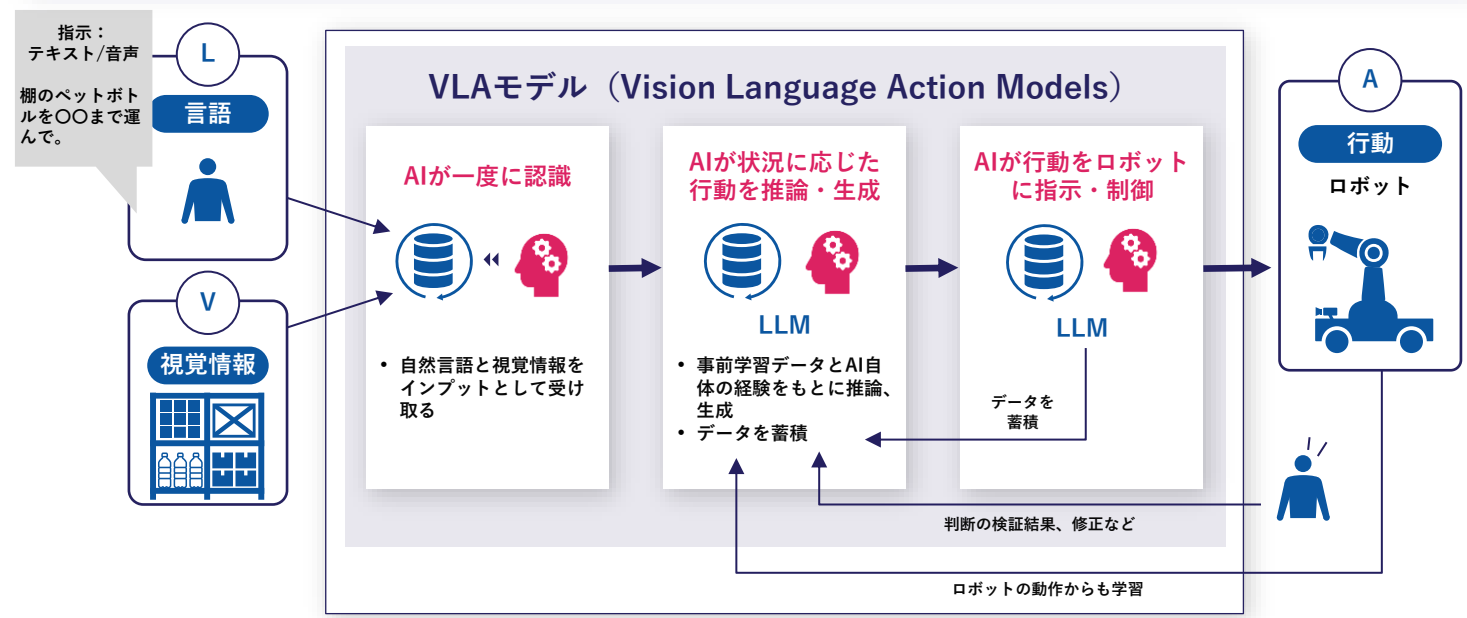 指示：
テキスト/音声
棚のペットボト
ルを〇〇まで運
んで。
L
言語
V
視覚情報
VLAモデル（Vision Language Action Models）
AIが一度に認識
• 自然言語と視覚情報を
インプットとして受け
取る
AIが状況に応じた
行動を推論・生成
LLM
• 事前学習データとAI自
体の経験をもとに推論、
生成
• データを蓄積
AIが行動をロボット
に指示・制御
LLM
データを
蓄積
A
行動
ロボット
判断の検証結果、修正など
ロボットの動作からも学習